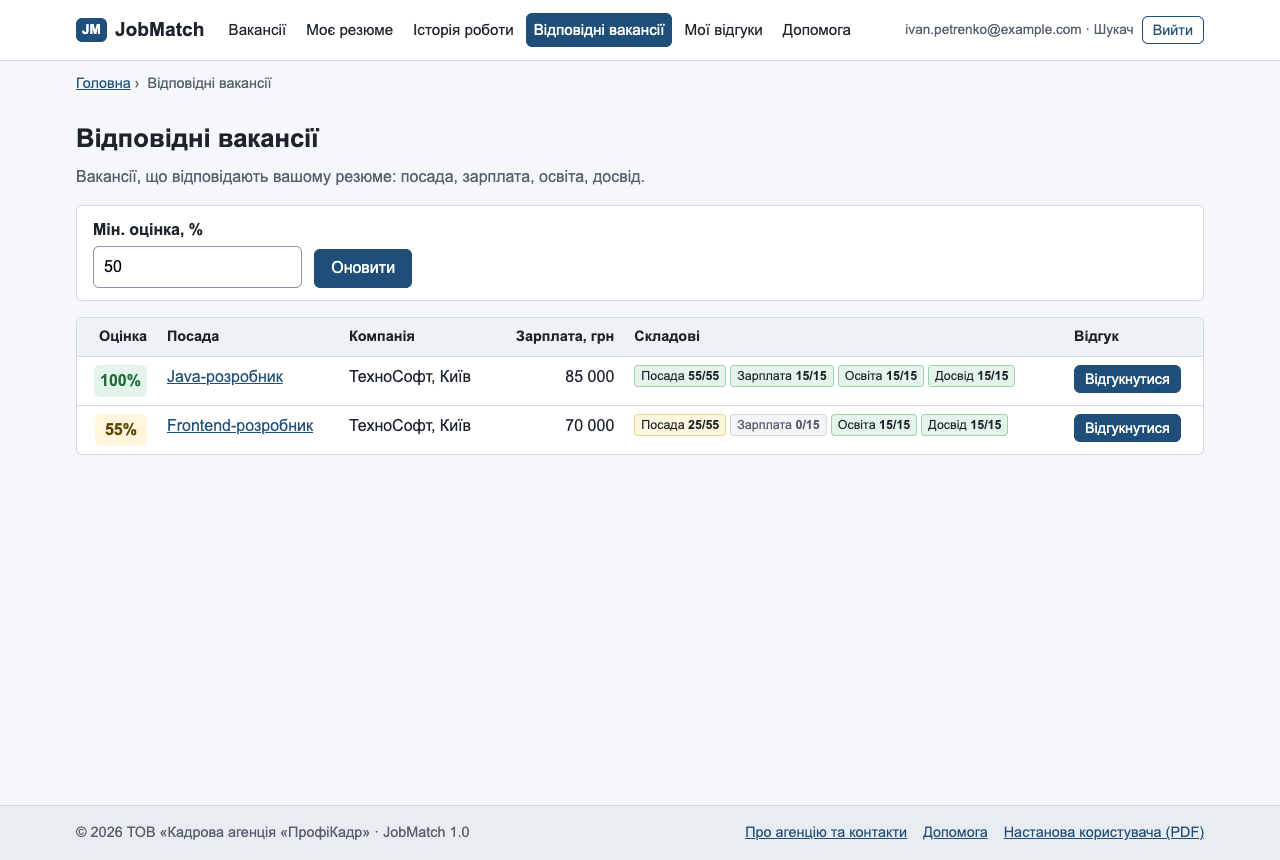 JM JobMatch Вакансії Моє резюме Історія роботи Відповідні вакансії Мої відгуки Допомога ivan.petrenko@example.com · Шукач Вийти
Головна › Відповідні вакансії
Відповідні вакансії
Вакансії, що відповідають вашому резюме: посада, зарплата, освіта, досвід.
Мін. оцінка, %
50 Оновити
Оцінка Посада Компанія Зарплата, грн Складові Відгук
100% Java-розробник ТехноСофт, Київ 85 000 Посада 55/55 Зарплата 15/15 Освіта 15/15 Досвід 15/15 Відгукнутися
55% Frontend-розробник ТехноСофт, Київ 70 000 Посада 25/55 Зарплата 0/15 Освіта 15/15 Досвід 15/15 Відгукнутися
© 2026 ТОВ «Кадрова агенція «ПрофіКадр» · JobMatch 1.0 Про агенцію та контакти Допомога Настанова користувача (PDF)